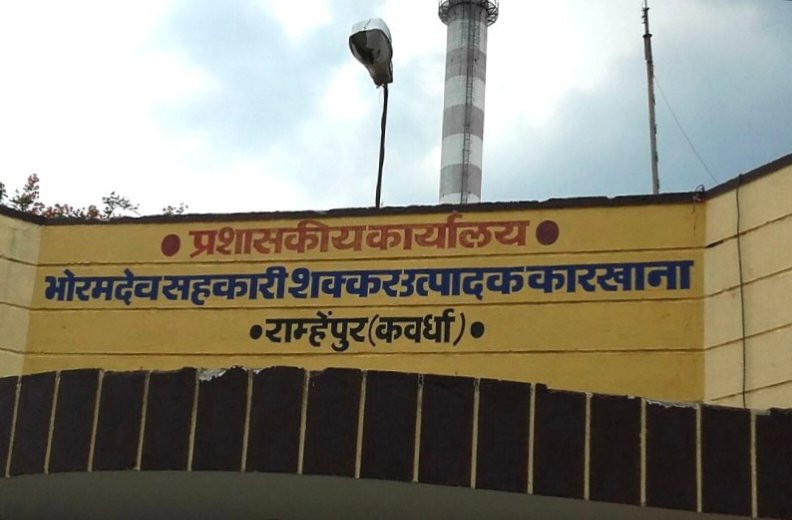 • प्रशासकीय कार्यालय •
भोरमदेव सहकारी शक्कर उत्पादक कारखाना
• राम्हेंपुर (कवर्धा) •